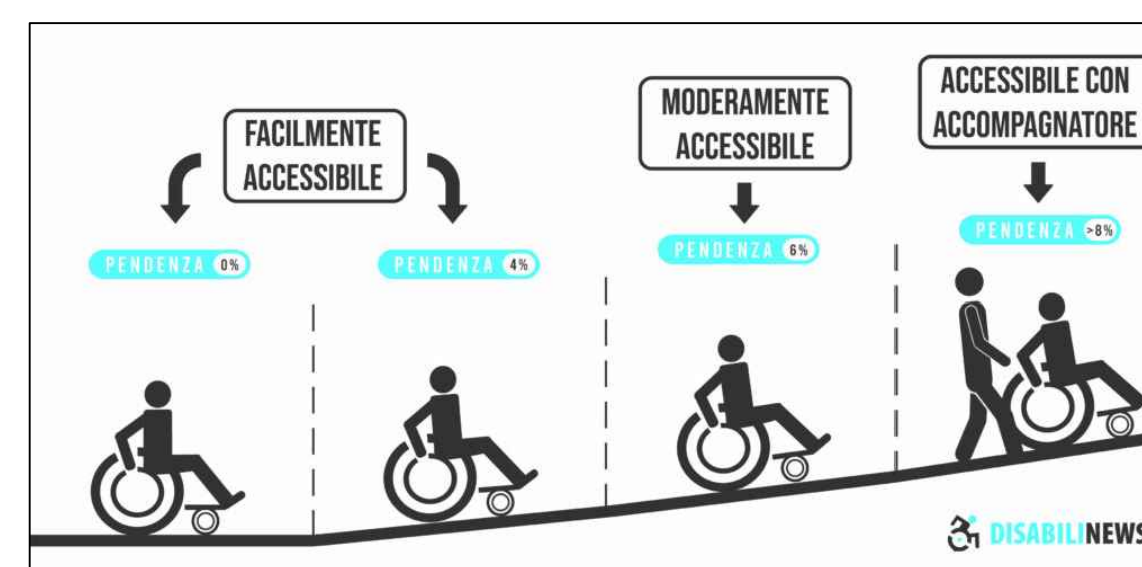 FACILMENTE
ACCESSIBILE
PENDENZA 0%
PENDENZA 4%
MODERAMENTE
ACCESSIBILE
PENDENZA 6%
ACCESSIBILE CON
ACCOMPAGNATORE
PENDENZA >8%
DISABILINEWS